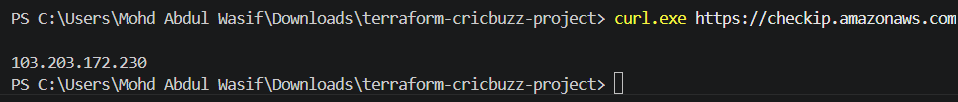 PS C:\Users\Mohd Abdul Wasif\Downloads\terraform-cricbuzz-project> curl.exe https://checkip.amazonaws.com
103.203.172.230
PS C:\Users\Mohd Abdul Wasif\Downloads\terraform-cricbuzz-project>